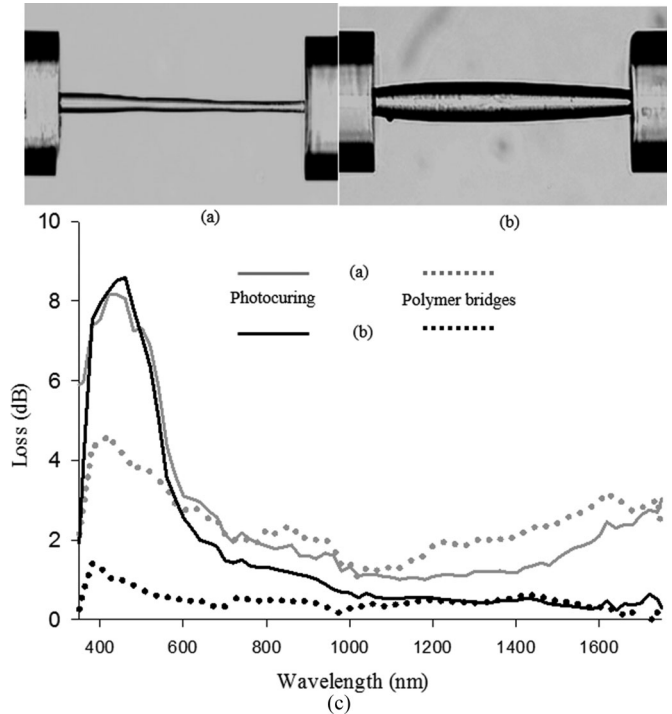 (a)
(b)
10
8
6
4
2
0
Loss (dB)
(a)
Photocuring
Polymer bridges
(b)
400
600
800
1000
1200
1400
1600
Wavelength (nm)
(c)